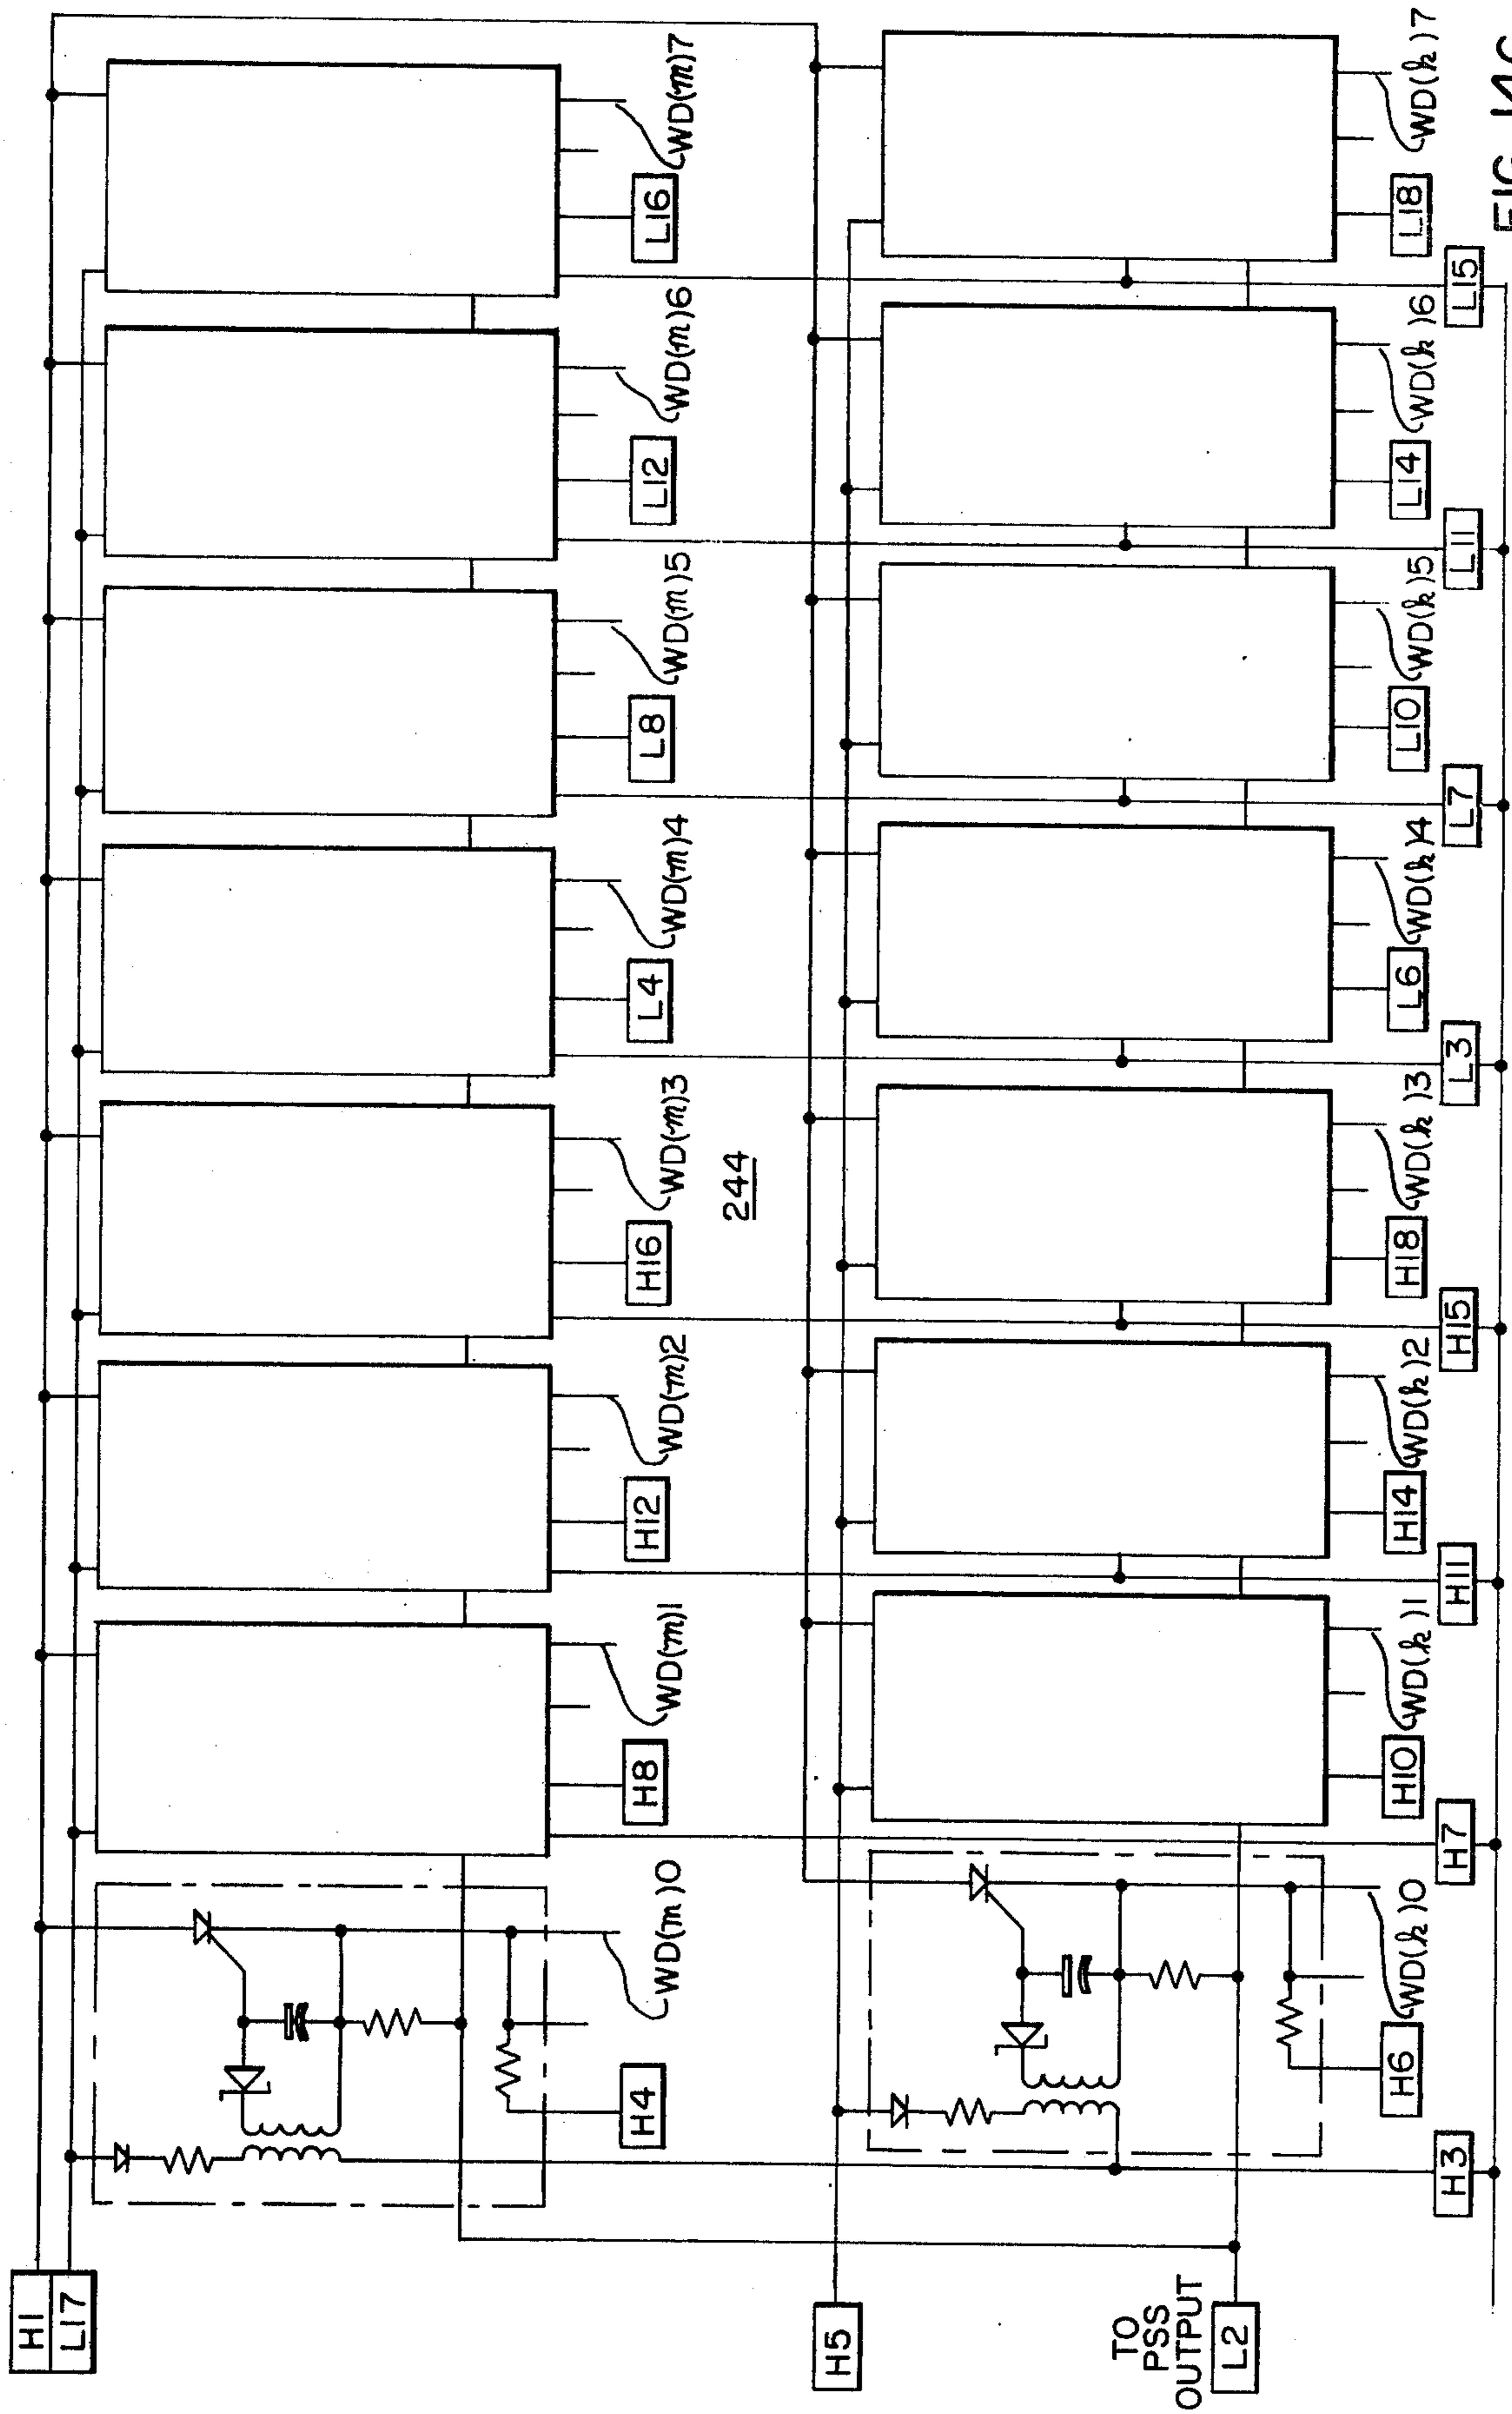 H1
L17
WD(m)0
WD(m)1
WD(m)2
WD(m)3
WD(m)4
WD(m)5
WD(m)6
WD(m)7
H4
H8
H12
H16
L4
L8
L12
L16
244
H5
TO
PSS
OUTPUT
L2
WD(k)0
WD(k)1
WD(k)2
WD(k)3
WD(k)4
WD(k)5
WD(k)6
WD(k)7
H6
H10
H14
H18
L6
L10
L14
L18
H3
H7
H11
H15
L3
L7
L11
L15
FIG.